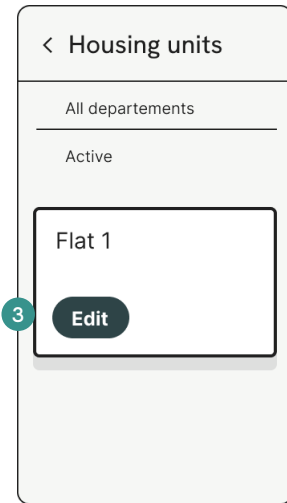 Housing units
All departements
Active
Flat 1
3
Edit